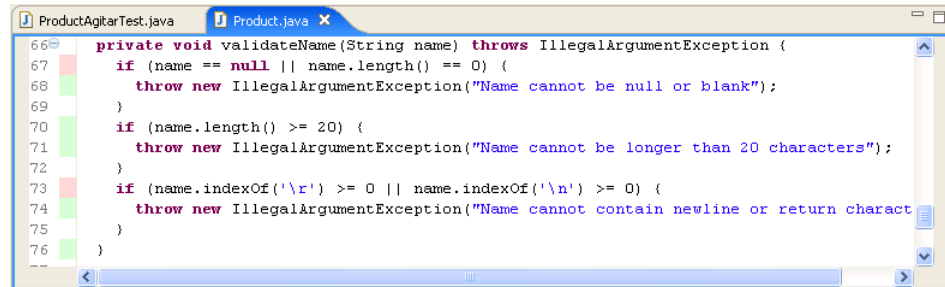 ProductAgitarTest.java Product.java
66 private void validateName(String name) throws IllegalArgumentException {
67 if (name == null || name.length() == 0) {
68 throw new IllegalArgumentException("Name cannot be null or blank");
69 }
70 if (name.length() >= 20) {
71 throw new IllegalArgumentException("Name cannot be longer than 20 characters");
72 }
73 if (name.indexOf('\r') >= 0 || name.indexOf('\n') >= 0) {
74 throw new IllegalArgumentException("Name cannot contain newline or return charact
75 }
76 }